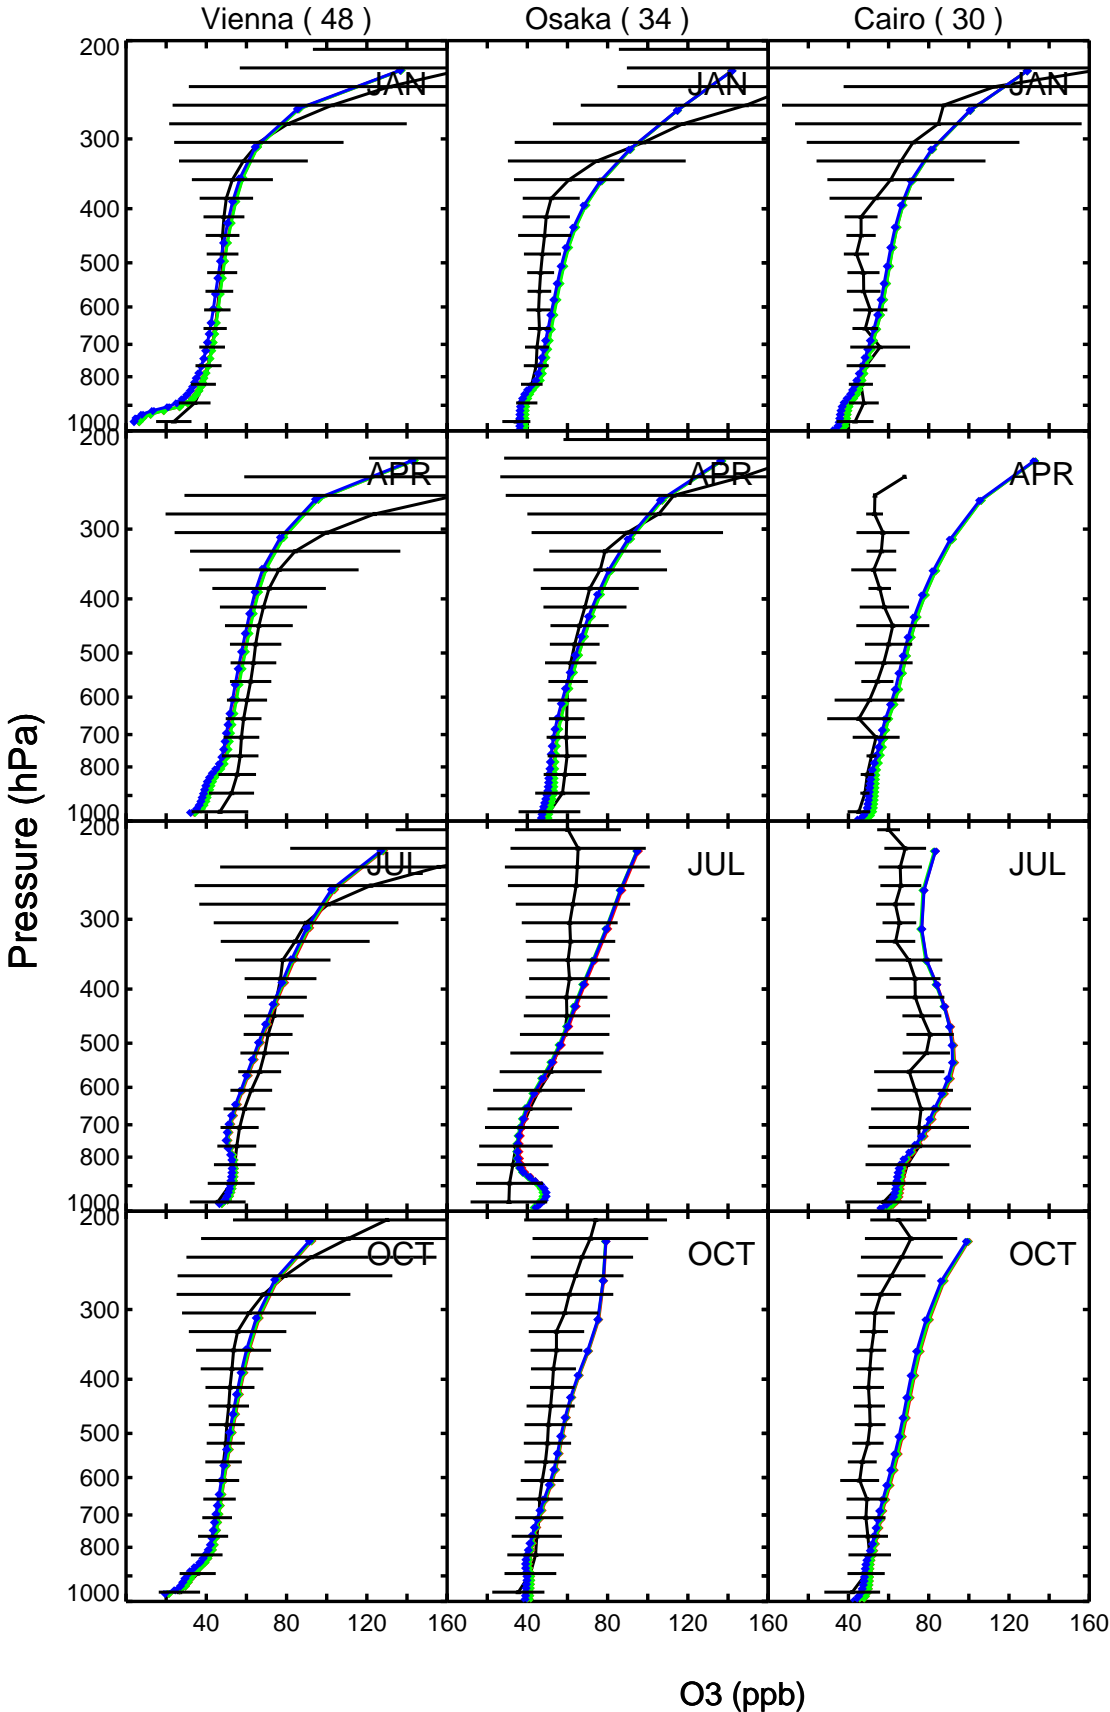 Vienna ( 48 )
Osaka ( 34 )
Cairo ( 30 )
200
300
400
500
600
700
800
1000
JAN
JAN
JAN
200
300
400
500
600
700
800
1000
APR
APR
APR
Pressure (hPa)
200
300
400
500
600
700
800
1000
JUL
JUL
JUL
200
300
400
500
600
700
800
1000
OCT
OCT
OCT
40 80 120 160 40 80 120 160 40 80 120 160
O3 (ppb)